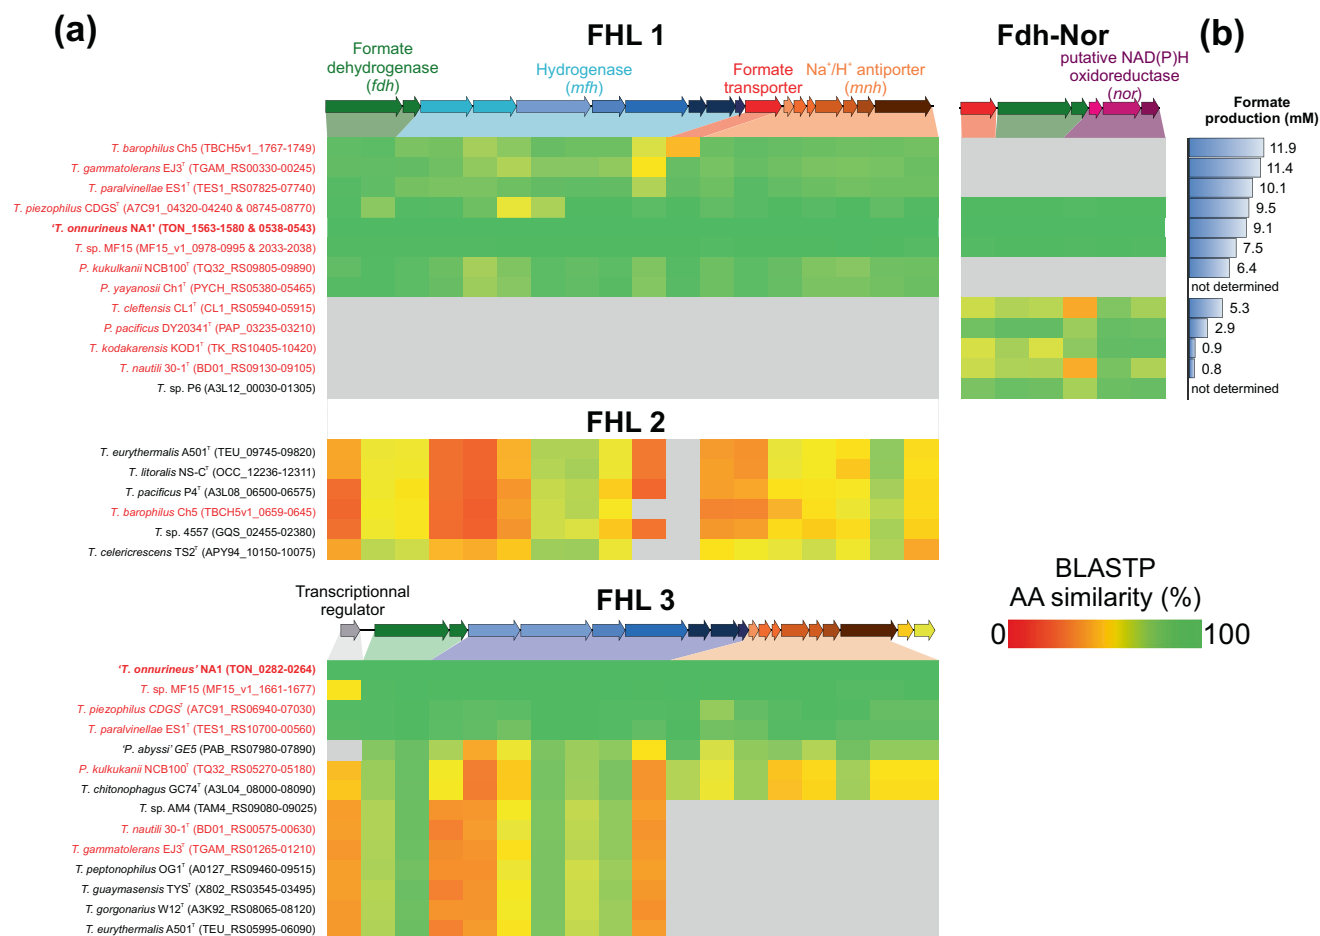 (a)
FHL 1
Fdh-Nor
(b)
Formate
dehydrogenase
(fdh)
Hydrogenase
(mfh)
Formate
transporter
Na⁺/H⁺ antiporter
(mnh)
putative NAD(P)H
oxidoreductase
(nor)
Formate
production (mM)
T. barophilus Ch5 (TBCH5v1_1767-1749)
11.9
T. gammatolerans EJ3ᵀ (TGAM_RS00330-00245)
11.4
T. paralvinellae ES1ᵀ (TES1_RS07825-07740)
10.1
T. piezophilus CDGSᵀ (A7C91_04320-04240 & 08745-08770)
9.5
'T. onnurineus NA1' (TON_1563-1580 & 0538-0543)
9.1
T. sp. MF15 (MF15_v1_0978-0995 & 2033-2038)
7.5
P. kukulkanii NCB100ᵀ (TQ32_RS09805-09890)
6.4
P. yayanosii Ch1ᵀ (PYCH_RS05380-05465)
not determined
T. cleftensis CL1ᵀ (CL1_RS05940-05915)
5.3
P. pacificus DY20341ᵀ (PAP_03235-03210)
2.9
T. kodakarensis KOD1ᵀ (TK_RS10405-10420)
0.9
T. nautili 30-1ᵀ (BD01_RS09130-09105)
0.8
T. sp. P6 (A3L12_00030-01305)
not determined
FHL 2
T. eurythermalis A501ᵀ (TEU_09745-09820)
T. litoralis NS-Cᵀ (OCC_12236-12311)
T. pacificus P4ᵀ (A3L08_06500-06575)
T. barophilus Ch5 (TBCH5v1_0659-0645)
T. sp. 4557 (GQS_02455-02380)
T. celericrescens TS2ᵀ (APY94_10150-10075)
BLASTP
AA similarity (%)
0
100
Transcriptionnal
regulator
FHL 3
'T. onnurineus' NA1 (TON_0282-0264)
T. sp. MF15 (MF15_v1_1661-1677)
T. piezophilus CDGSᵀ (A7C91_RS06940-07030)
T. paralvinellae ES1ᵀ (TES1_RS10700-00560)
'P. abyssi' GE5 (PAB_RS07980-07890)
P. kulkukanii NCB100ᵀ (TQ32_RS05270-05180)
T. chitonophagus GC74ᵀ (A3L04_08000-08090)
T. sp. AM4 (TAM4_RS09080-09025)
T. nautili 30-1ᵀ (BD01_RS00575-00630)
T. gammatolerans EJ3ᵀ (TGAM_RS01265-01210)
T. peptonophilus OG1ᵀ (A0127_RS09460-09515)
T. guaymasensis TYSᵀ (X802_RS03545-03495)
T. gorgonarius W12ᵀ (A3K92_RS08065-08120)
T. eurythermalis A501ᵀ (TEU_RS05995-06090)